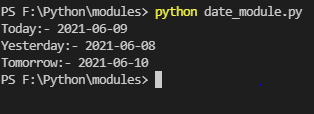 PS F:\Python\modules> python date_module.py
Today:- 2021-06-09
Yesterday:- 2021-06-08
Tomorrow:- 2021-06-10
PS F:\Python\modules>